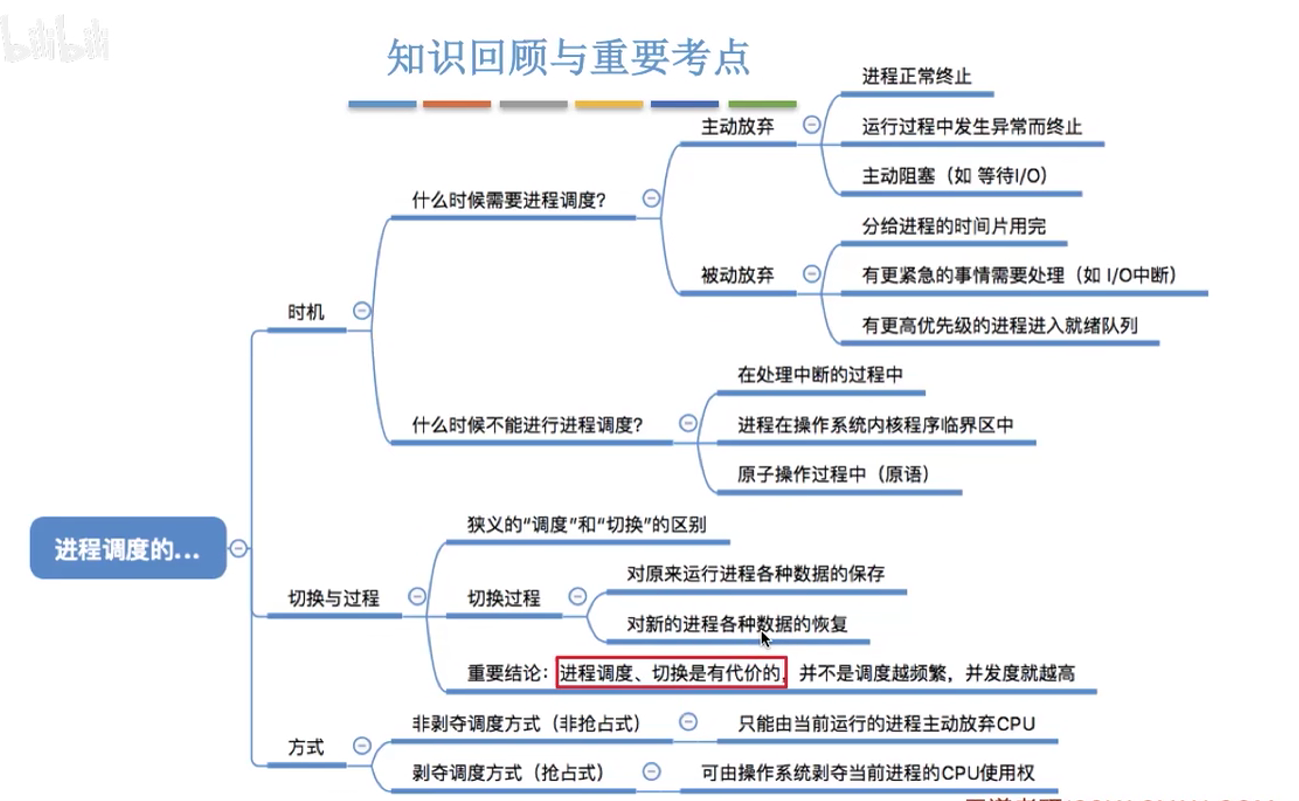 bilibili
知识回顾与重要考点
进程调度的...
时机
什么时候需要进程调度？
主动放弃
进程正常终止
运行过程中发生异常而终止
主动阻塞（如 等待I/O）
被动放弃
分给进程的时间片用完
有更紧急的事情需要处理（如 I/O中断）
有更高优先级的进程进入就绪队列
什么时候不能进行进程调度？
在处理中断的过程中
进程在操作系统内核程序临界区中
原子操作过程中（原语）
切换与过程
狭义的“调度”和“切换”的区别
切换过程
对原来运行进程各种数据的保存
对新的进程各种数据的恢复
重要结论：进程调度、切换是有代价的，并不是调度越频繁，并发度就越高
方式
非剥夺调度方式（非抢占式）
只能由当前运行的进程主动放弃CPU
剥夺调度方式（抢占式）
可由操作系统剥夺当前进程的CPU使用权